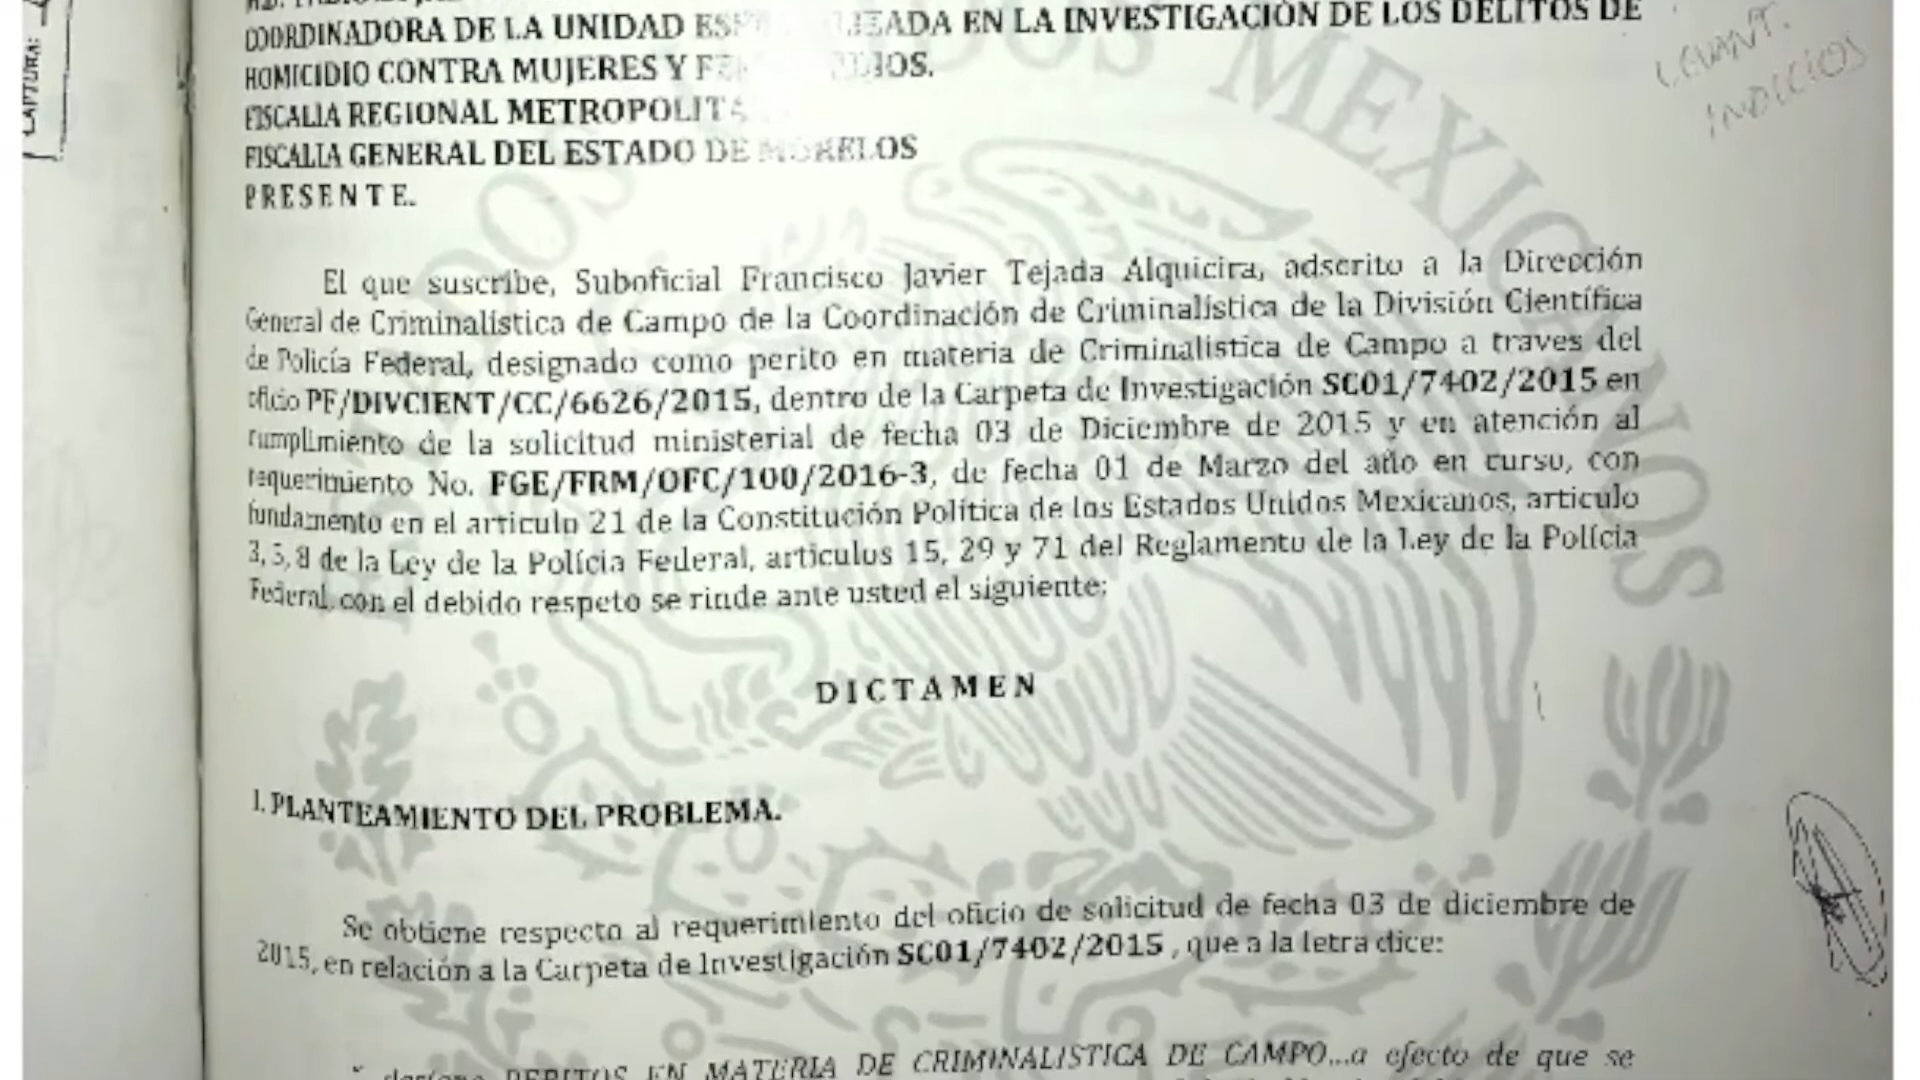 CAPTURA:
COORDINADORA DE LA UNIDAD ESPECIALIZADA EN LA INVESTIGACIÓN DE LOS DELITOS DE
HOMICIDIO CONTRA MUJERES Y
FISCALIA REGIONAL METROPOLITA
FISCALIA GENERAL DEL ESTADO DE MORELOS
PRESENTE.
LEVANT.
INDICIOS
ESTADOS UNIDOS MEXICANOS
El que suscribe, Suboficial Francisco Javier Tejada Alquicira, adscrito a la Dirección
General de Criminalística de Campo de la Coordinación de Criminalística de la División Científica
de Policía Federal, designado como perito en materia de Criminalística de Campo a traves del
oficio PF/DIVCIENT/CC/6626/2015, dentro de la Carpeta de Investigación SC01/7402/2015 en
cumplimiento de la solicitud ministerial de fecha 03 de Diciembre de 2015 y en atención al
requerimiento No. FGE/FRM/OFC/100/2016-3, de fecha 01 de Marzo del año en curso, con
fundamento en el articulo 21 de la Constitución Política de los Estados Unidos Mexicanos, articulo
3, 5, 8 de la Ley de la Polícia Federal, articulos 15, 29 y 71 del Reglamento de la Ley de la Polícia
Federal, con el debido respeto se rinde ante usted el siguiente:
DICTAMEN
I. PLANTEAMIENTO DEL PROBLEMA.
Se obtiene respecto al requerimiento del oficio de solicitud de fecha 03 de diciembre de
2015, en relación a la Carpeta de Investigación SC01/7402/2015 , que a la letra dice:
designe PERITOS EN MATERIA DE CRIMINALISTICA DE CAMPO...a efecto de que se